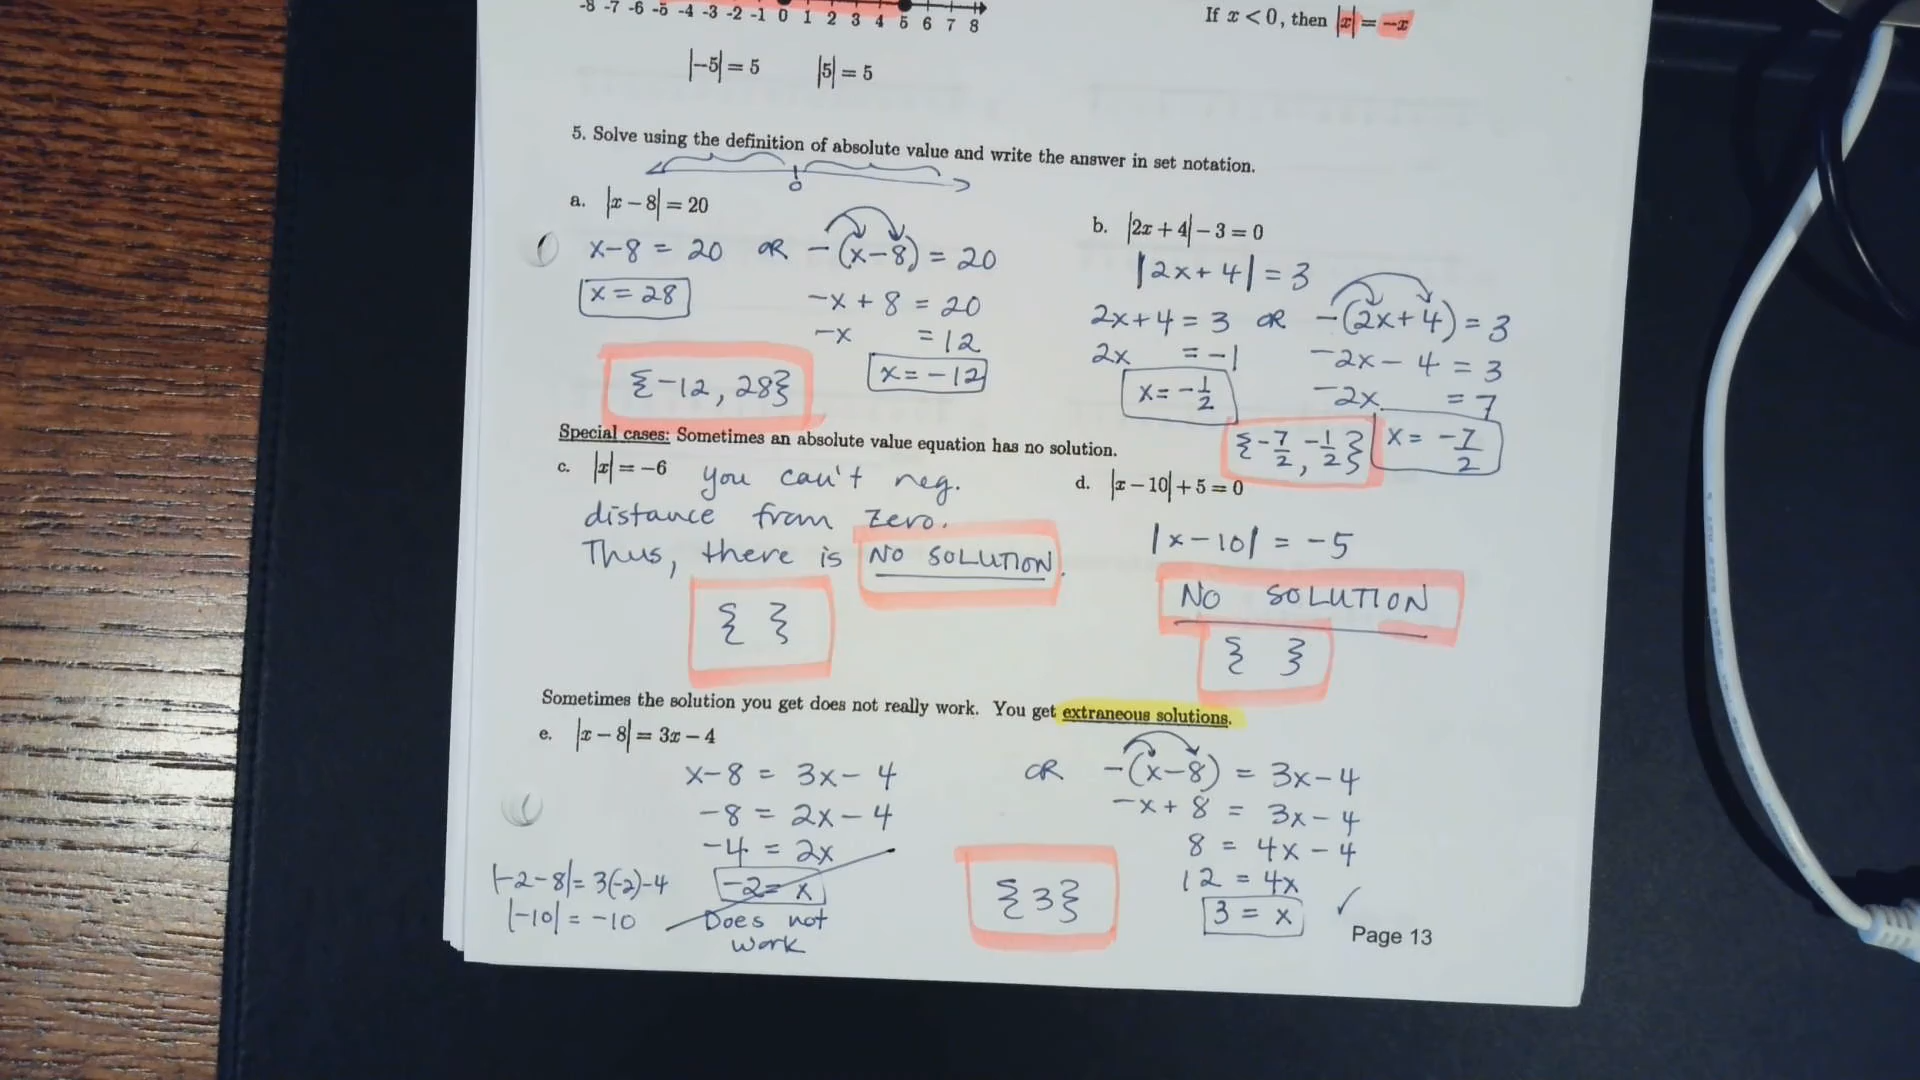 -8 -7 -6 -5 -4 -3 -2 -1 0 1 2 3 4 5 6 7 8
If x < 0, then |x| = -x
|-5| = 5 |5| = 5
5. Solve using the definition of absolute value and write the answer in set notation.
0
a. |x - 8| = 20
x-8 = 20 OR -(x-8) = 20
x = 28
-x + 8 = 20
-x = 12
x = -12
{-12, 28}
b. |2x + 4| - 3 = 0
|2x + 4| = 3
2x+4 = 3 OR -(2x+4) = 3
2x = -1
x = -1/2
-2x - 4 = 3
-2x = 7
x = -7/2
{-7/2, -1/2}
Special cases: Sometimes an absolute value equation has no solution.
c. |x| = -6 you can't neg.
distance from zero.
Thus, there is NO SOLUTION.
{ }
d. |x - 10| + 5 = 0
|x-10| = -5
NO SOLUTION
{ }
Sometimes the solution you get does not really work. You get extraneous solutions.
e. |x - 8| = 3x - 4
x-8 = 3x - 4
-8 = 2x - 4
-4 = 2x
-2 = x
Does not
work
|-2-8| = 3(-2)-4
|-10| = -10
OR -(x-8) = 3x-4
-x + 8 = 3x - 4
8 = 4x - 4
12 = 4x
3 = x ✓
{3}
Page 13